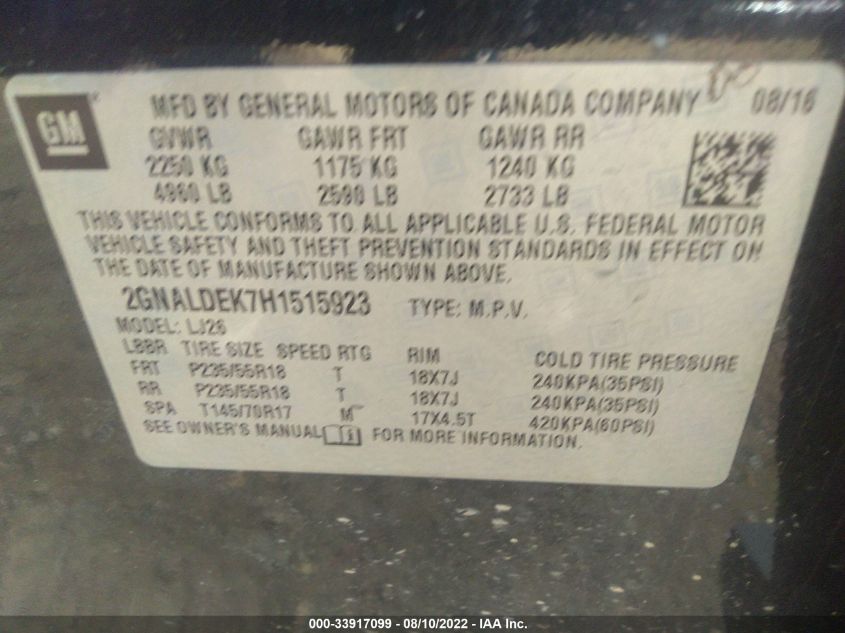 GM MFD BY GENERAL MOTORS OF CANADA COMPANY 08/16
GVWR GAWR FRT GAWR RR
2250 KG 1175 KG 1240 KG
4960 LB 2590 LB 2733 LB
THIS VEHICLE CONFORMS TO ALL APPLICABLE U.S. FEDERAL MOTOR
VEHICLE SAFETY AND THEFT PREVENTION STANDARDS IN EFFECT ON
THE DATE OF MANUFACTURE SHOWN ABOVE.
2GNALDEK7H1515923 TYPE: M.P.V.
MODEL: LJ26
LBBR TIRE SIZE SPEED RTG RIM COLD TIRE PRESSURE
FRT P235/55R18 T 18X7J 240KPA(35PSI)
RR P235/55R18 T 18X7J 240KPA(35PSI)
SPA T145/70R17 M 17X4.5T 420KPA(60PSI)
SEE OWNER'S MANUAL FOR MORE INFORMATION.
000-33917099 - 08/10/2022 - IAA Inc.